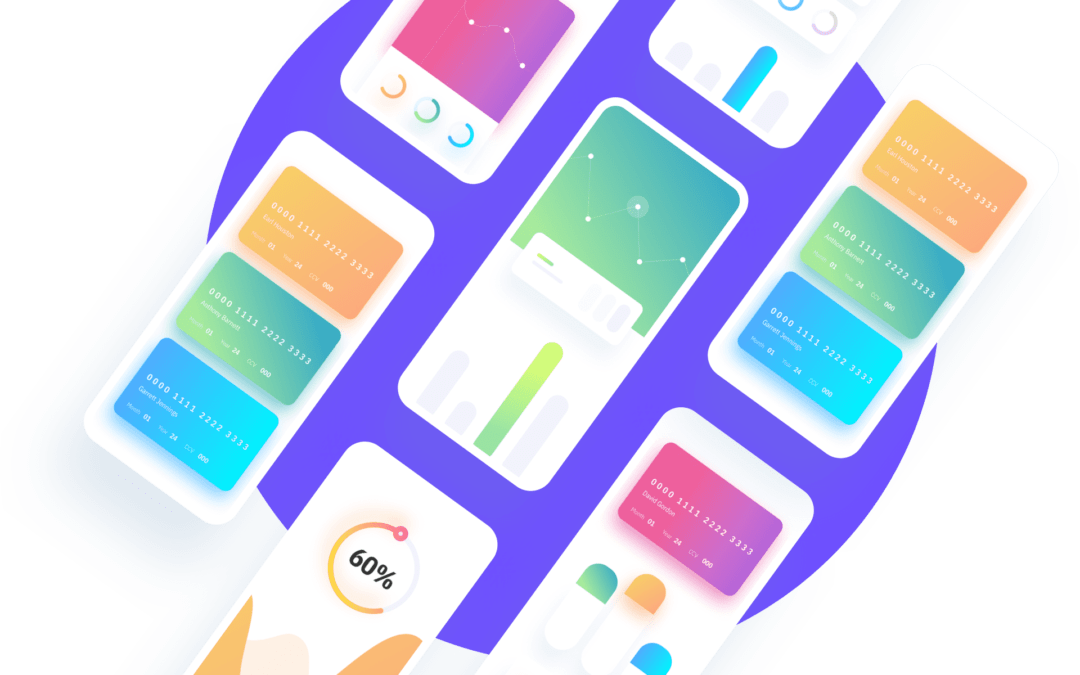 0000 1111 2222 3333
Earl Houston
Month 01 Year 24 CCV 000
0000 1111 2222 3333
Anthony Barnett
Month 01 Year 24 CCV 000
0000 1111 2222 3333
Garrett Jennings
Month 01 Year 24 CCV 000
0000 1111 2222 3333
Earl Houston
Month 01 Year 24 CCV 000
0000 1111 2222 3333
Anthony Barnett
Month 01 Year 24 CCV 000
0000 1111 2222 3333
Garrett Jennings
Month 01 Year 24 CCV 000
60%
0000 1111 2222 3333
David Gordon
Month 01 Year 24 CCV 000